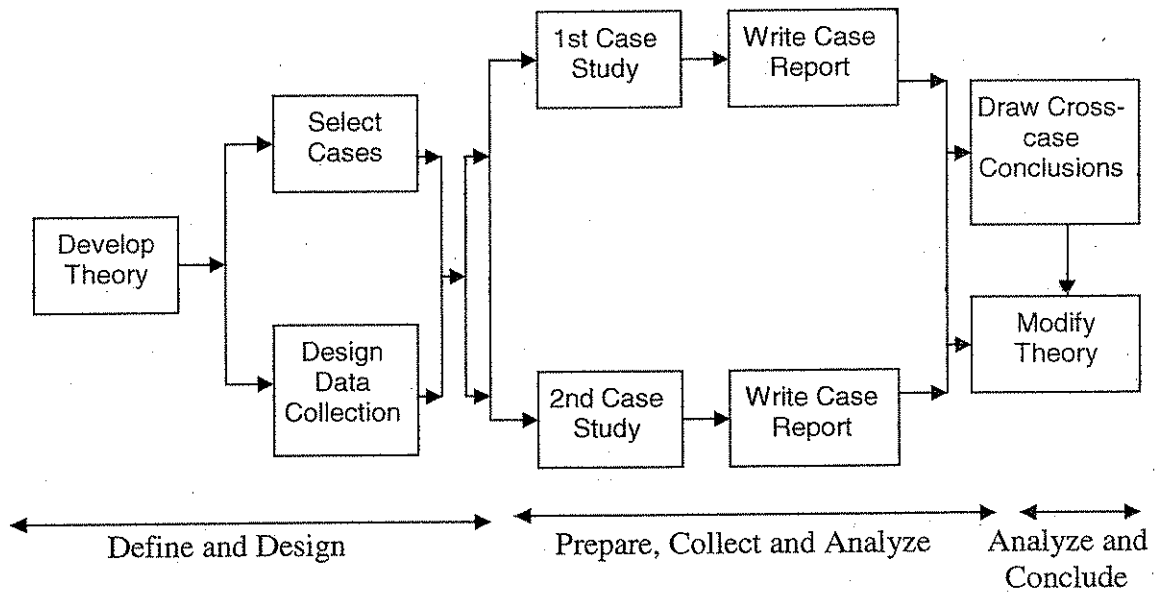 Develop
Theory
Select
Cases
Design
Data
Collection
1st Case
Study
Write Case
Report
2nd Case
Study
Write Case
Report
Draw Cross-
case
Conclusions
Modify
Theory
Define and Design
Prepare, Collect and Analyze
Analyze and
Conclude